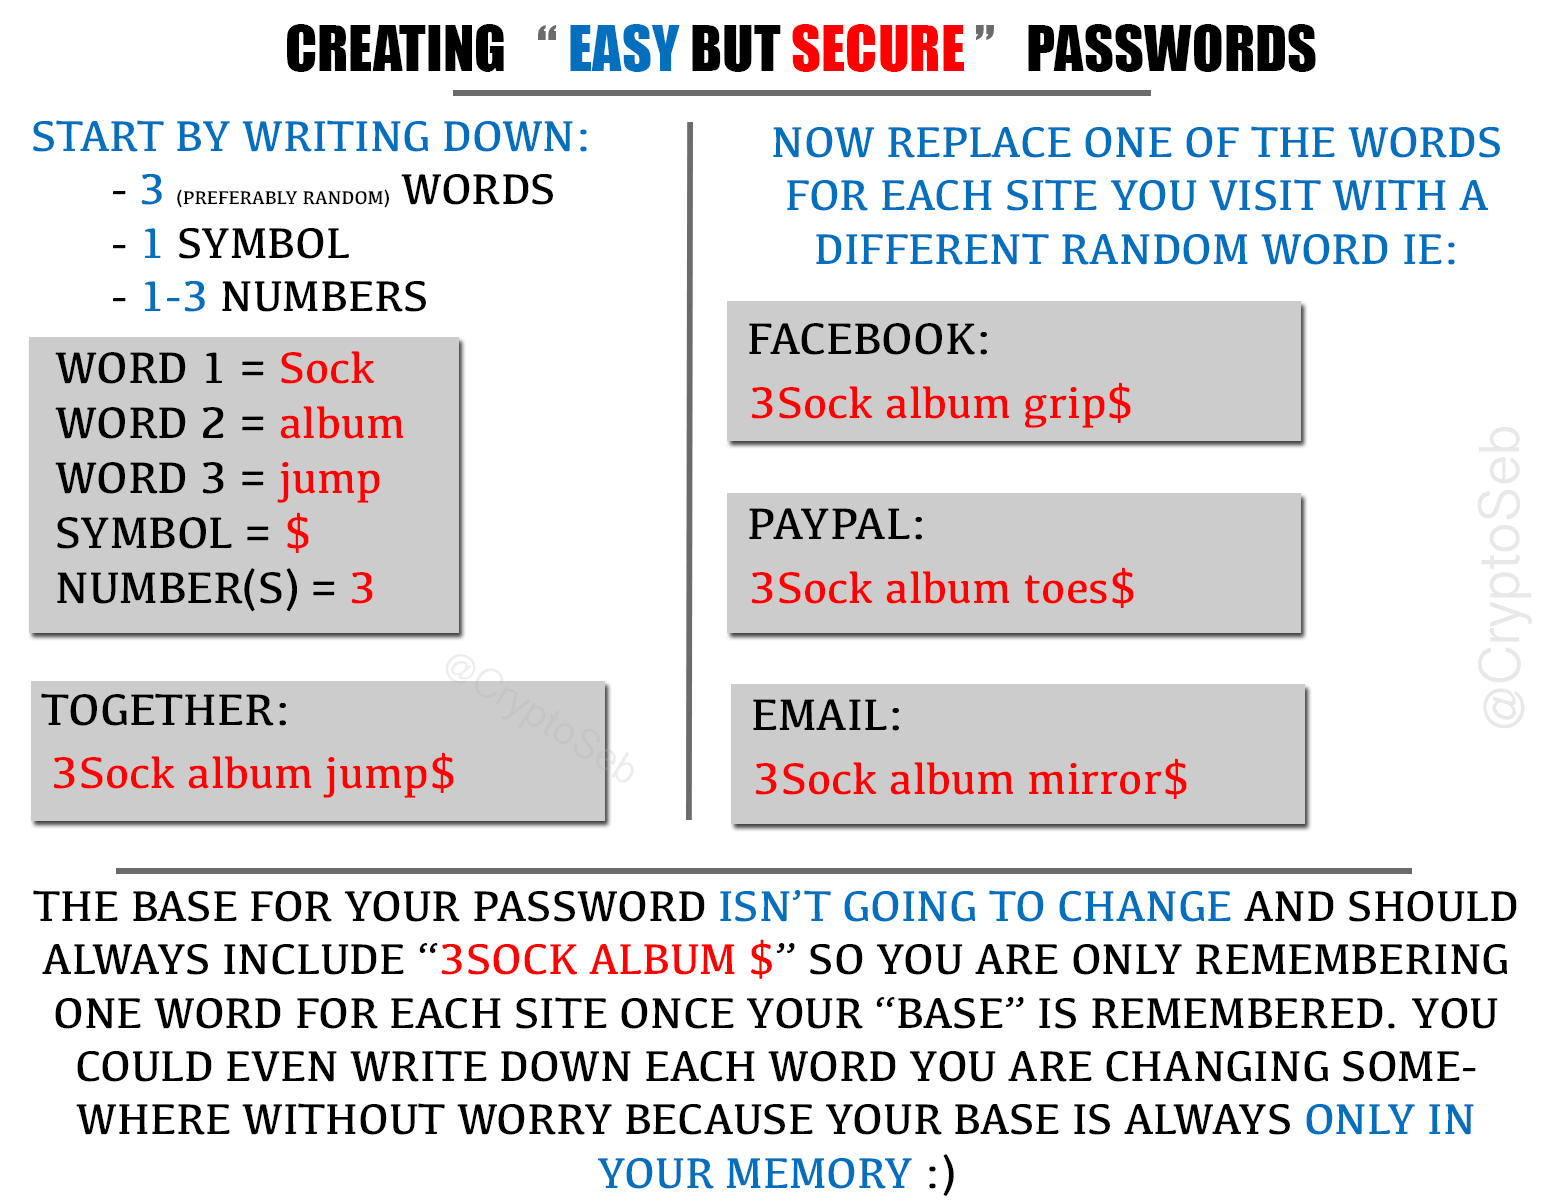 CREATING “ EASY BUT SECURE ” PASSWORDS
START BY WRITING DOWN:
- 3 (PREFERABLY RANDOM) WORDS
- 1 SYMBOL
- 1-3 NUMBERS
WORD 1 = Sock
WORD 2 = album
WORD 3 = jump
SYMBOL = $
NUMBER(S) = 3
TOGETHER:
3Sock album jump$
@CryptoSeb
NOW REPLACE ONE OF THE WORDS
FOR EACH SITE YOU VISIT WITH A
DIFFERENT RANDOM WORD IE:
FACEBOOK:
3Sock album grip$
PAYPAL:
3Sock album toes$
EMAIL:
3Sock album mirror$
@CryptoSeb
THE BASE FOR YOUR PASSWORD ISN’T GOING TO CHANGE AND SHOULD
ALWAYS INCLUDE “3SOCK ALBUM $” SO YOU ARE ONLY REMEMBERING
ONE WORD FOR EACH SITE ONCE YOUR “BASE” IS REMEMBERED. YOU
COULD EVEN WRITE DOWN EACH WORD YOU ARE CHANGING SOME-
WHERE WITHOUT WORRY BECAUSE YOUR BASE IS ALWAYS ONLY IN
YOUR MEMORY :)